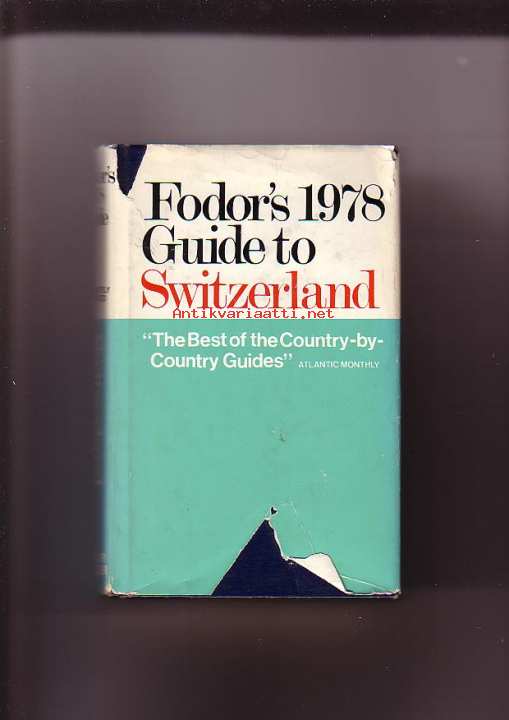 Fodor's 1978
Guide to
Switzerland
Antikvariaatti.net
"The Best of the Country-by-
Country Guides" ATLANTIC MONTHLY